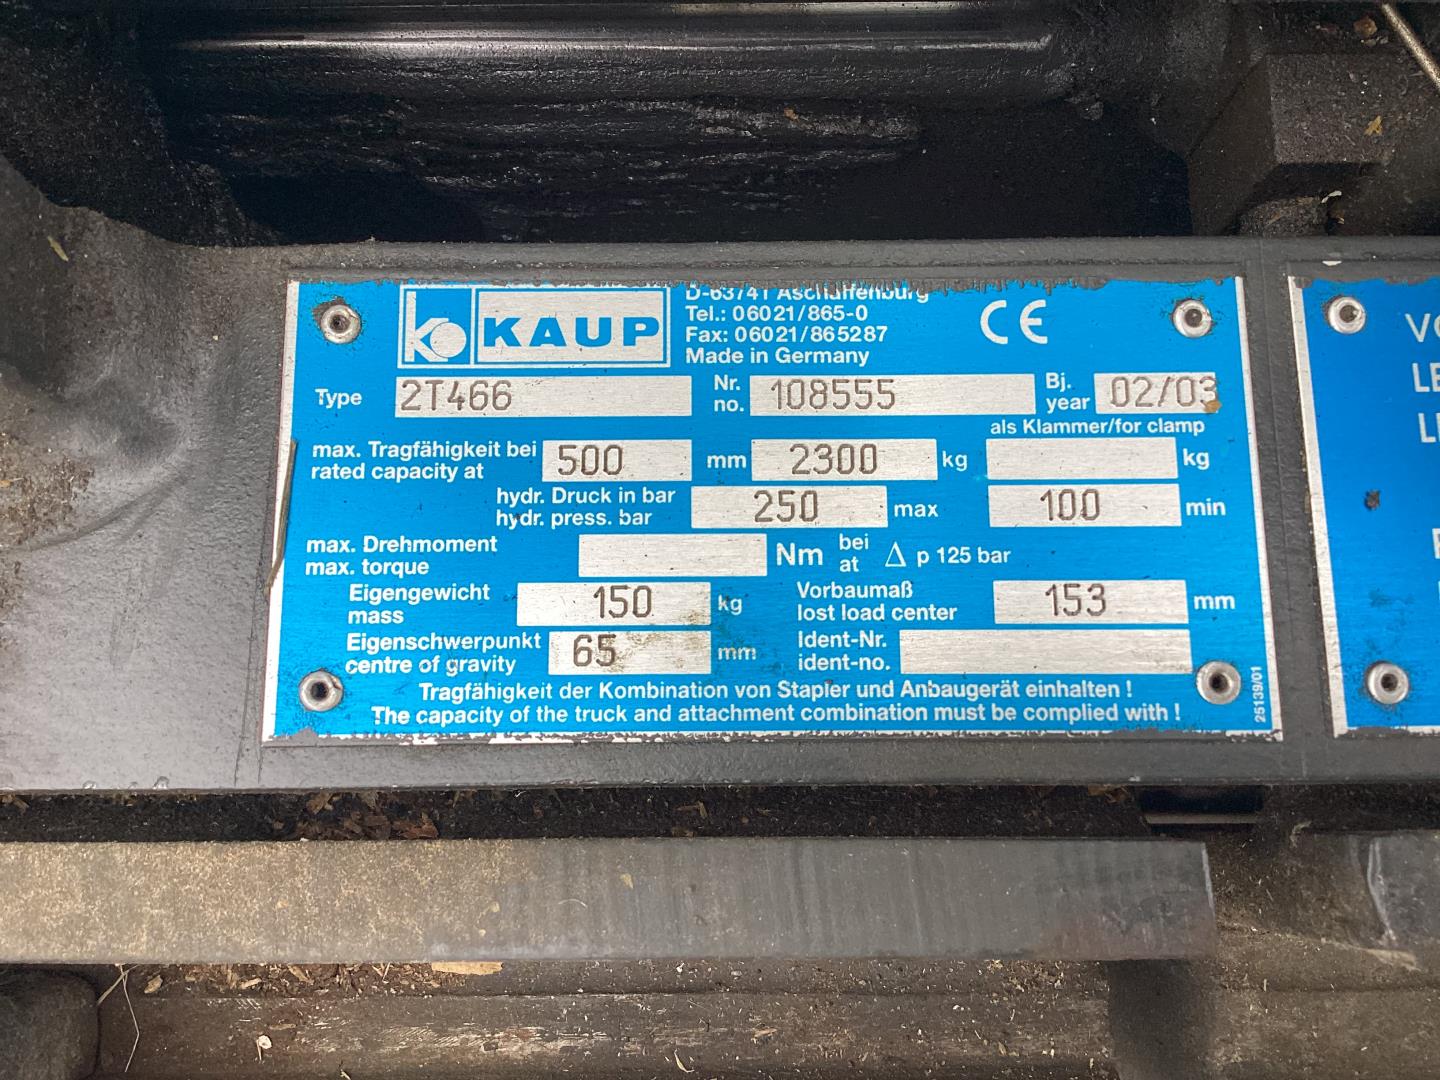 D-63741 Aschaffenburg
KAUP
Tel.: 06021/865-0
Fax: 06021/865287
Made in Germany
CE
Type 2T466 Nr. no. 108555 Bj. year 02/03
als Klammer/for clamp
max. Tragfähigkeit bei
rated capacity at 500 mm 2300 kg kg
hydr. Druck in bar
hydr. press. bar 250 max 100 min
max. Drehmoment
max. torque Nm bei at Δ p 125 bar
Eigengewicht
mass 150 kg
Vorbaumaß
lost load center 153 mm
Eigenschwerpunkt
centre of gravity 65 mm
Ident-Nr.
ident-no.
Tragfähigkeit der Kombination von Stapler und Anbaugerät einhalten !
The capacity of the truck and attachment combination must be complied with !
25139/01